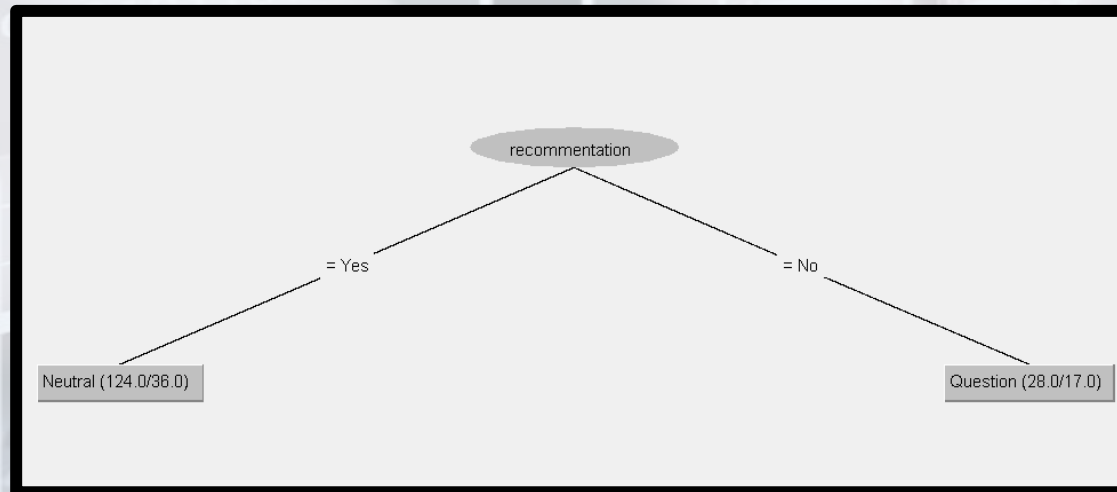 recommentation
= Yes
= No
Neutral (124.0/36.0)
Question (28.0/17.0)